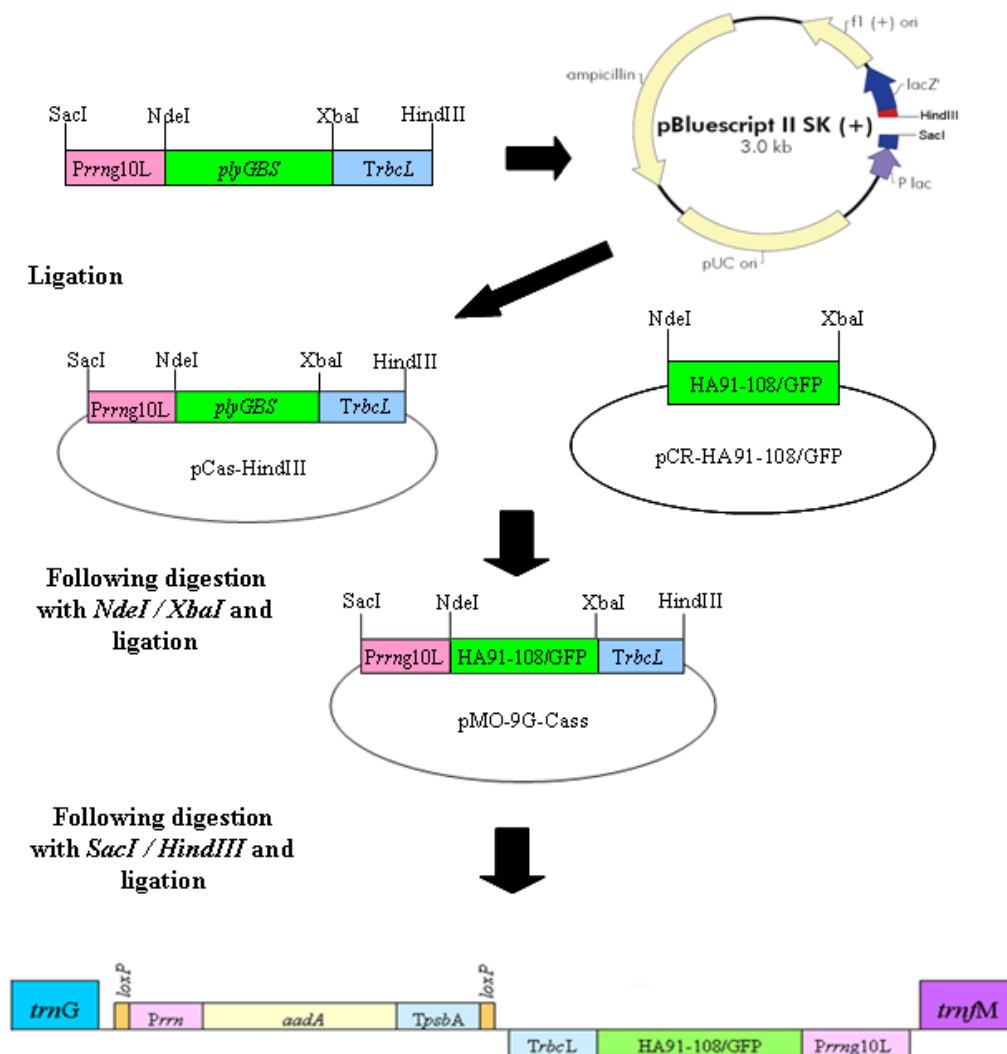 f1 (+) ori
ampicillin
lacZ'
pBluescript II SK (+)
3.0 kb
HindIII
SacI
P lac
pUC ori
SacI NdeI XbaI HindIII
Prrng10L plyGBS TrbcL
Ligation
NdeI XbaI
HA91-108/GFP
pCR-HA91-108/GFP
SacI NdeI XbaI HindIII
Prrng10L plyGBS TrbcL
pCas-HindIII
Following digestion
with NdeI / XbaI and
ligation
SacI NdeI XbaI HindIII
Prrng10L HA91-108/GFP TrbcL
pMO-9G-Cass
Following digestion
with SacI / HindIII and
ligation
loxP loxP
trnG Prrn aadA TpsbA trnfM
TrbcL HA91-108/GFP Prrng10L